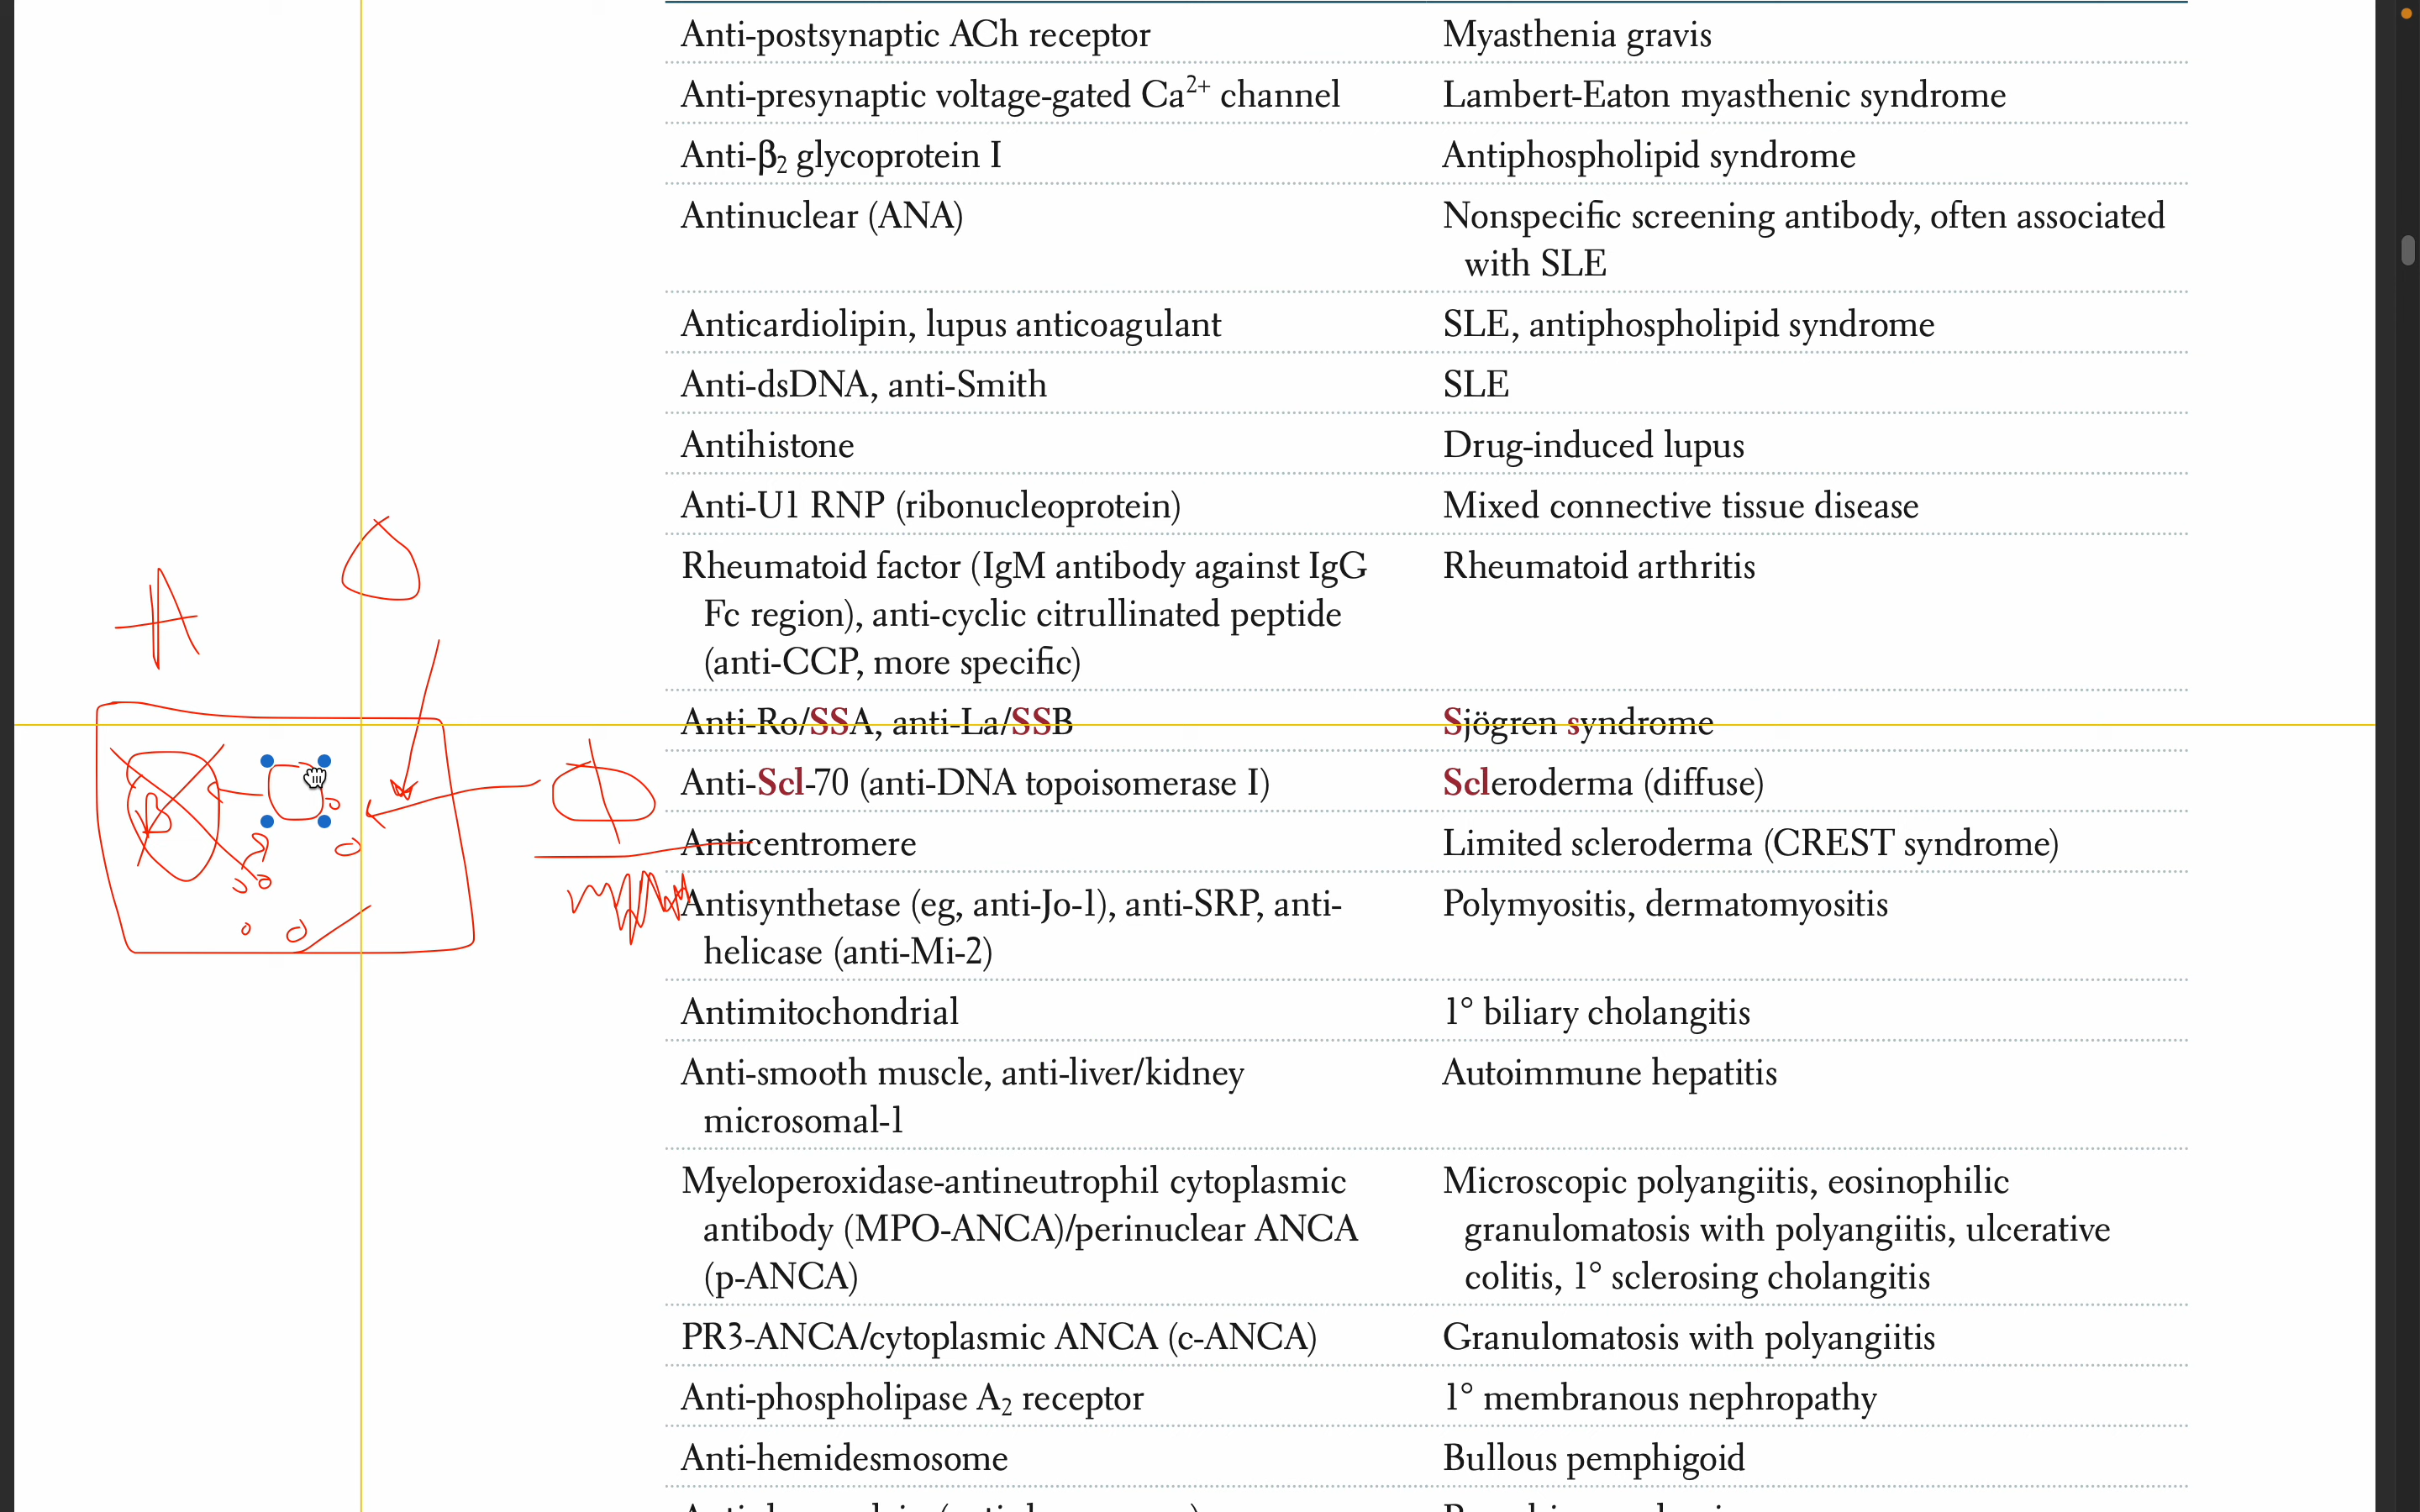 Anti-postsynaptic ACh receptor Myasthenia gravis
Anti-presynaptic voltage-gated Ca²⁺ channel Lambert-Eaton myasthenic syndrome
Anti-β₂ glycoprotein I Antiphospholipid syndrome
Antinuclear (ANA) Nonspecific screening antibody, often associated
with SLE
Anticardiolipin, lupus anticoagulant SLE, antiphospholipid syndrome
Anti-dsDNA, anti-Smith SLE
Antihistone Drug-induced lupus
Anti-U1 RNP (ribonucleoprotein) Mixed connective tissue disease
Rheumatoid factor (IgM antibody against IgG Rheumatoid arthritis
Fc region), anti-cyclic citrullinated peptide
(anti-CCP, more specific)
A
Anti-Ro/SSA, anti-La/SSB Sjögren syndrome
Anti-Scl-70 (anti-DNA topoisomerase I) Scleroderma (diffuse)
B
Anticentromere Limited scleroderma (CREST syndrome)
Antisynthetase (eg, anti-Jo-1), anti-SRP, anti- Polymyositis, dermatomyositis
helicase (anti-Mi-2)
Antimitochondrial 1° biliary cholangitis
Anti-smooth muscle, anti-liver/kidney Autoimmune hepatitis
microsomal-1
Myeloperoxidase-antineutrophil cytoplasmic Microscopic polyangiitis, eosinophilic
antibody (MPO-ANCA)/perinuclear ANCA granulomatosis with polyangiitis, ulcerative
(p-ANCA) colitis, 1° sclerosing cholangitis
PR3-ANCA/cytoplasmic ANCA (c-ANCA) Granulomatosis with polyangiitis
Anti-phospholipase A₂ receptor 1° membranous nephropathy
Anti-hemidesmosome Bullous pemphigoid